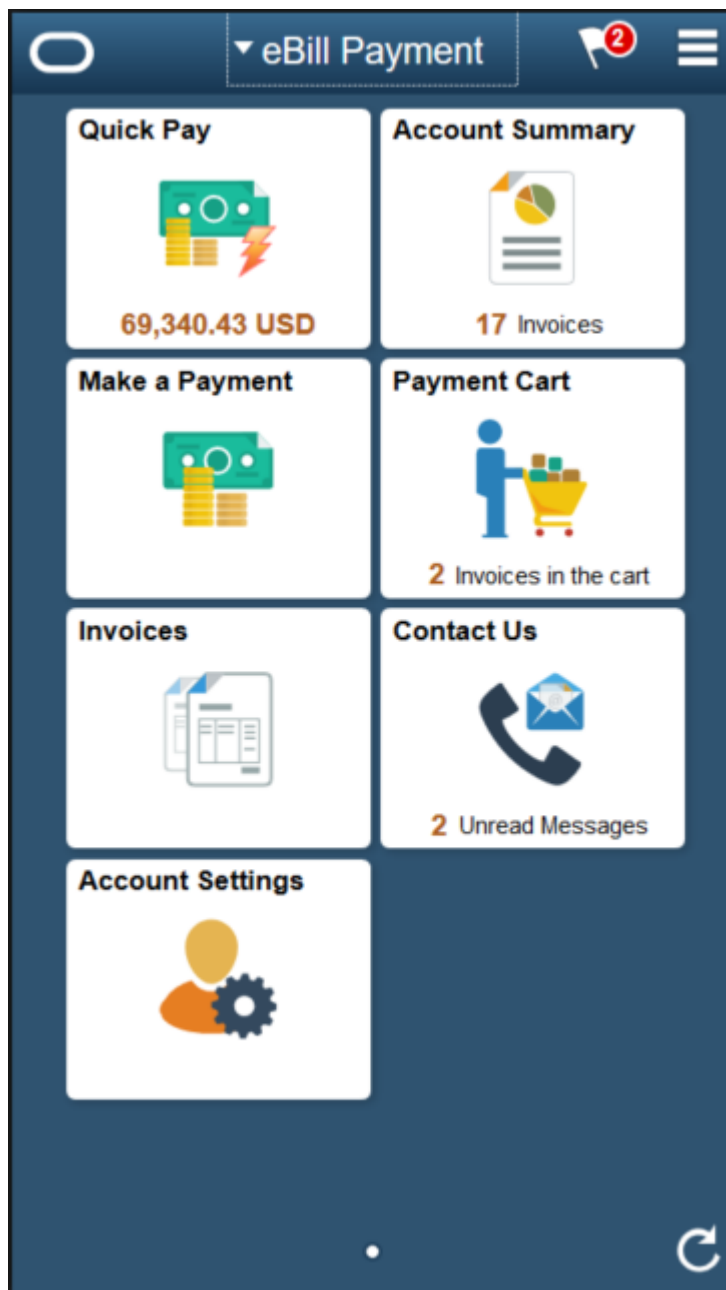 eBill Payment
2
Quick Pay
69,340.43 USD
Account Summary
17 Invoices
Make a Payment
Payment Cart
2 Invoices in the cart
Invoices
Contact Us
2 Unread Messages
Account Settings